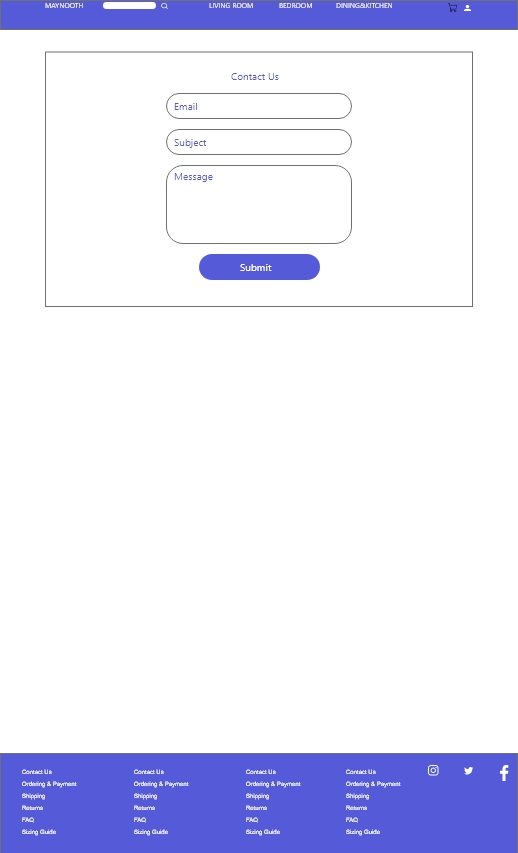 MAYNOOTH LIVING ROOM BEDROOM DINING&KITCHEN
Contact Us
Email
Subject
Message
Submit
Contact Us Contact Us Contact Us Contact Us
Ordering & Payment Ordering & Payment Ordering & Payment Ordering & Payment
Shipping Shipping Shipping Shipping
Returns Returns Returns Returns
FAQ FAQ FAQ FAQ
Sizing Guide Sizing Guide Sizing Guide Sizing Guide